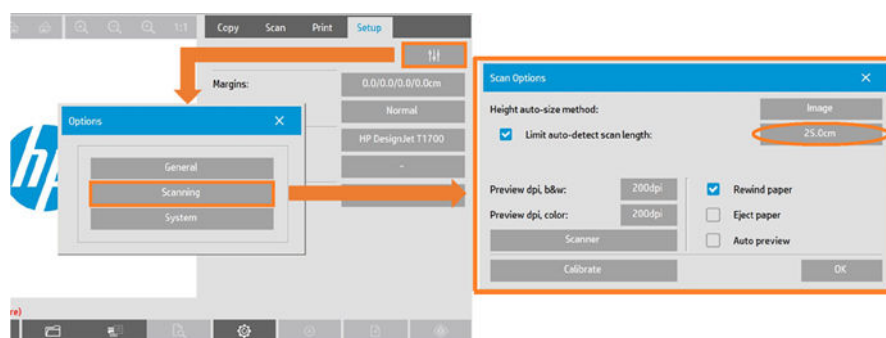 1:1
Copy Scan Print Setup
Margins:
0.0/0.0/0.0/0.0cm
Normal
HP DesignJet T1700
-
Options
General
Scanning
System
hp
re)
Scan Options
Height auto-size method:
Image
Limit auto-detect scan length:
25.0cm
Preview dpi, b&w:
200dpi
Rewind paper
Preview dpi, color:
200dpi
Eject paper
Scanner
Auto preview
Calibrate
OK